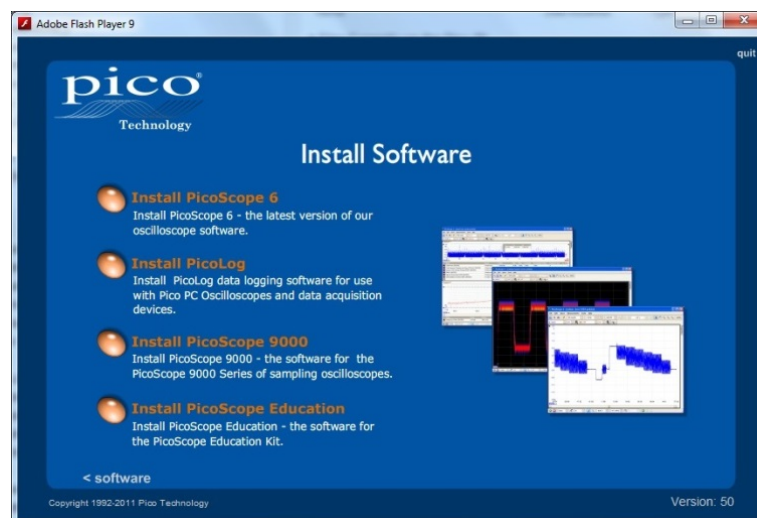 Adobe Flash Player 9
quit
pico®
Technology
Install Software
Install PicoScope 6
Install PicoScope 6 - the latest version of our
oscilloscope software.
Install PicoLog
Install PicoLog data logging software for use
with Pico PC Oscilloscopes and data acquisition
devices.
Install PicoScope 9000
Install PicoScope 9000 - the software for the
PicoScope 9000 Series of sampling oscilloscopes.
Install PicoScope Education
Install PicoScope Education - the software for
the PicoScope Education Kit.
< software
Copyright 1992-2011 Pico Technology
Version: 50